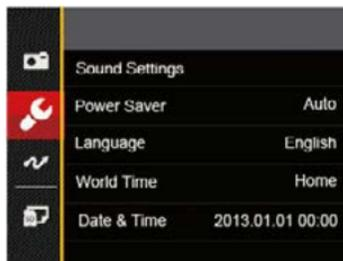 Sound Settings
Power Saver Auto
Language English
World Time Home
Date & Time 2013.01.01 00:00